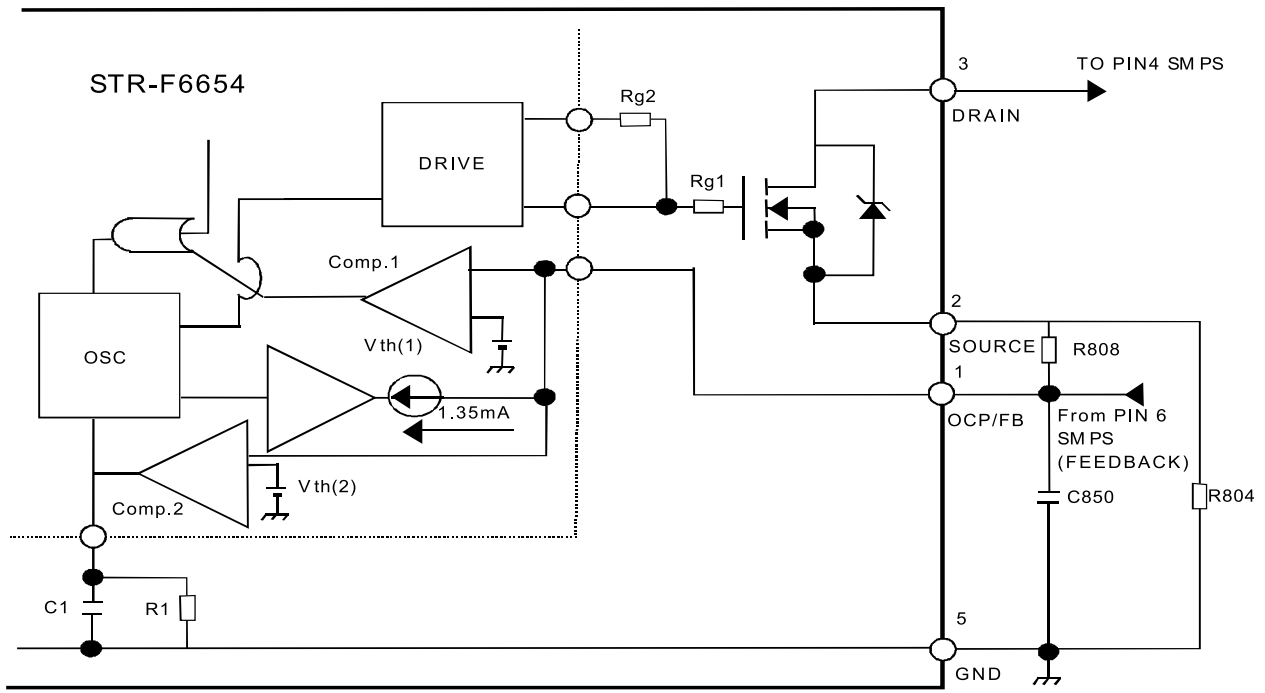 3
TO PIN4 SMPS
STR-F6654
Rg2
DRAIN
DRIVE
Rg1
Comp.1
2
Vth(1)
SOURCE
R808
OSC
1
1.35mA
OCP/FB
From PIN 6
SMPS
(FEEDBACK)
Vth(2)
C850
R804
Comp.2
C1
R1
5
GND